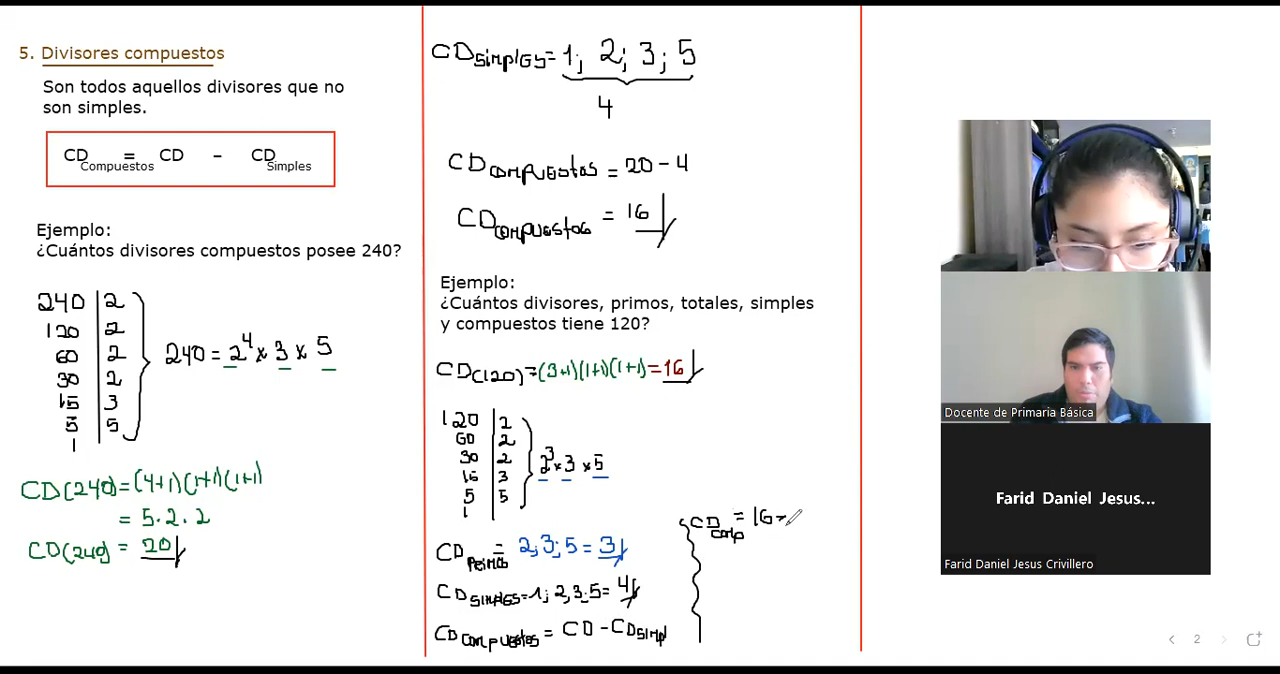 5. Divisores compuestos
Son todos aquellos divisores que no
son simples.
CD Compuestos = CD - CD Simples
Ejemplo:
¿Cuántos divisores compuestos posee 240?
240 | 2
120 | 2
60 | 2
30 | 2
15 | 3
5 | 5
1
240 = 2⁴ × 3 × 5
CD(240) = (4+1)(1+1)(1+1)
= 5·2·2
CD(240) = 20
CD SIMPLES = 1; 2; 3; 5
4
CD COMPUESTOS = 20 - 4
CD COMPUESTOS = 16
Ejemplo:
¿Cuántos divisores, primos, totales, simples
y compuestos tiene 120?
CD(120) = (3+1)(1+1)(1+1) = 16
120 | 2
60 | 2
30 | 2
15 | 3
5 | 5
1
2³ × 3 × 5
CD PRIMOS = 2; 3; 5 = 3
CD SIMPLES = 1; 2, 3; 5 = 4
CD COMPUESTOS = CD - CD SIMPl
CD comp = 16 -
Docente de Primaria Básica
Farid Daniel Jesus...
Farid Daniel Jesus Crivillero
2